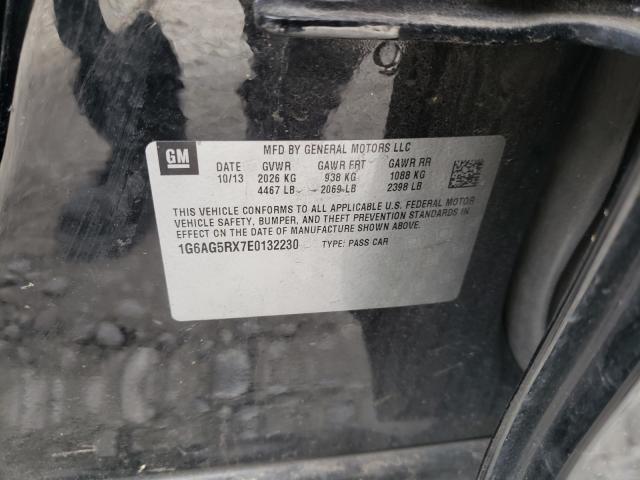 MFD BY GENERAL MOTORS LLC
GM
DATE GVWR GAWR FRT GAWR RR
10/13 2026 KG 938 KG 1088 KG
4467 LB 2069 LB 2398 LB
THIS VEHICLE CONFORMS TO ALL APPLICABLE U.S. FEDERAL MOTOR
VEHICLE SAFETY, BUMPER, AND THEFT PREVENTION STANDARDS IN
EFFECT ON THE DATE OF MANUFACTURE SHOWN ABOVE.
1G6AG5RX7E0132230 TYPE: PASS CAR